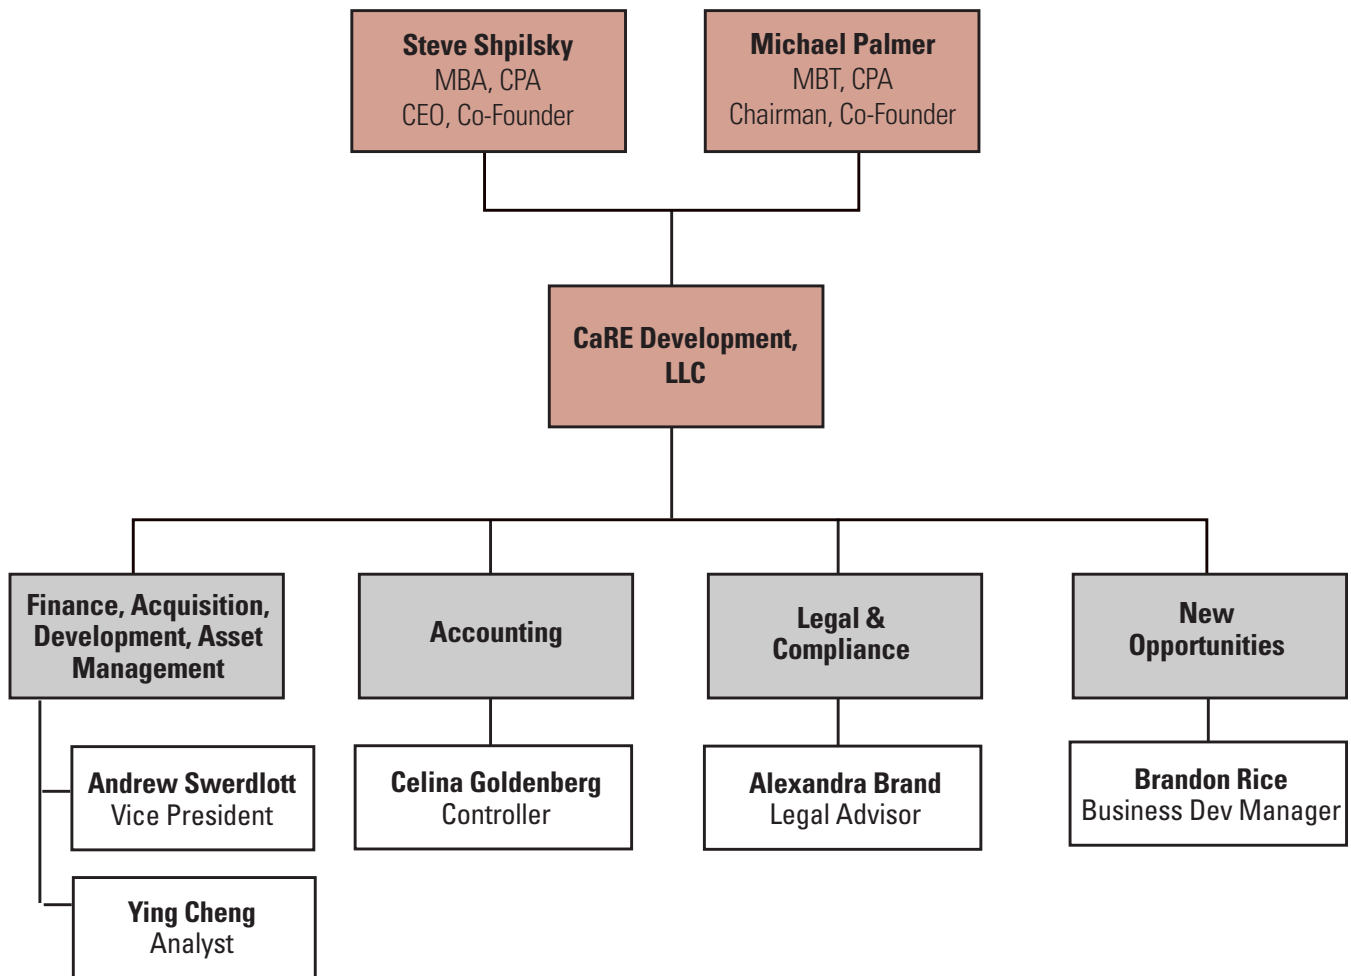 Steve Shpilsky
MBA, CPA
CEO, Co-Founder
Michael Palmer
MBT, CPA
Chairman, Co-Founder
CaRE Development,
LLC
Finance, Acquisition,
Development, Asset
Management
Accounting
Legal &
Compliance
New
Opportunities
Andrew Swerdlott
Vice President
Celina Goldenberg
Controller
Alexandra Brand
Legal Advisor
Brandon Rice
Business Dev Manager
Ying Cheng
Analyst